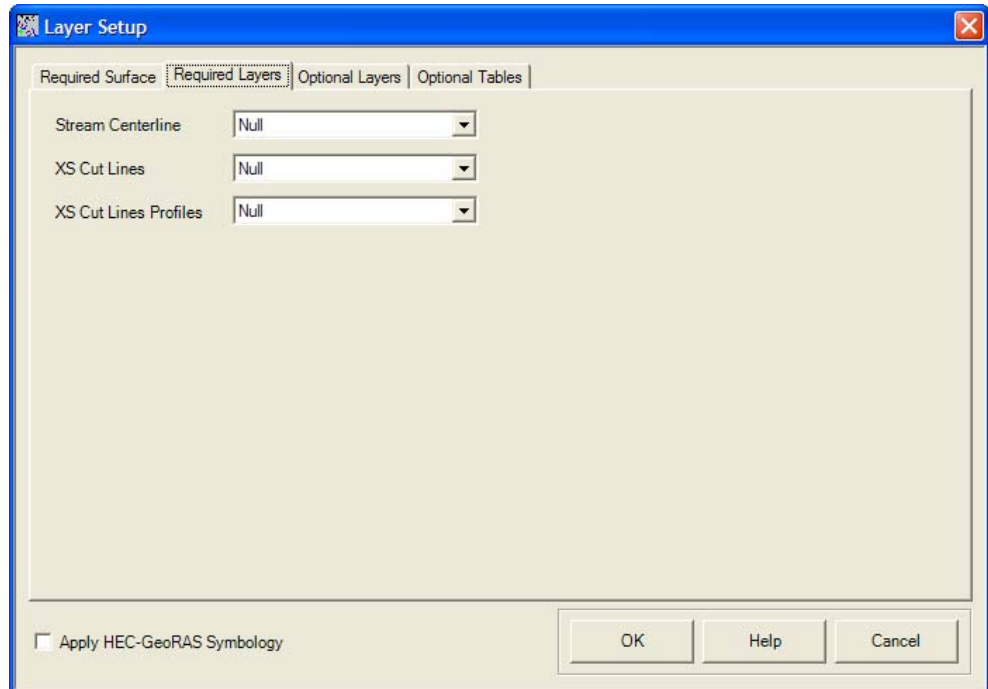 Layer Setup
Required Surface Required Layers Optional Layers Optional Tables
Stream Centerline Null
XS Cut Lines Null
XS Cut Lines Profiles Null
Apply HEC-GeoRAS Symbology OK Help Cancel